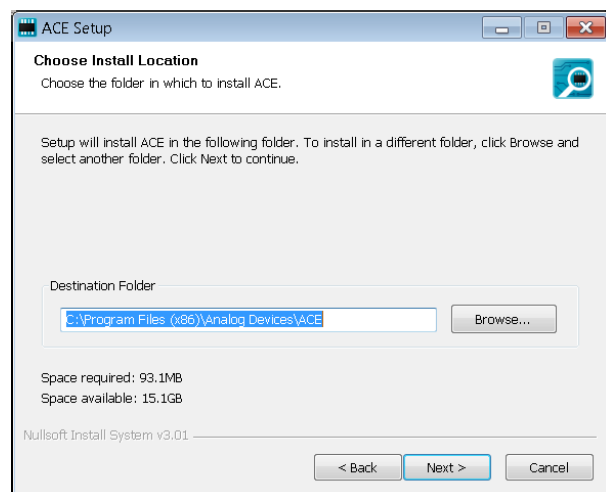 ACE Setup
Choose Install Location
Choose the folder in which to install ACE.
Setup will install ACE in the following folder. To install in a different folder, click Browse and
select another folder. Click Next to continue.
Destination Folder
C:\Program Files (x86)\Analog Devices\ACE
Browse...
Space required: 93.1MB
Space available: 15.1GB
Nullsoft Install System v3.01
< Back
Next >
Cancel